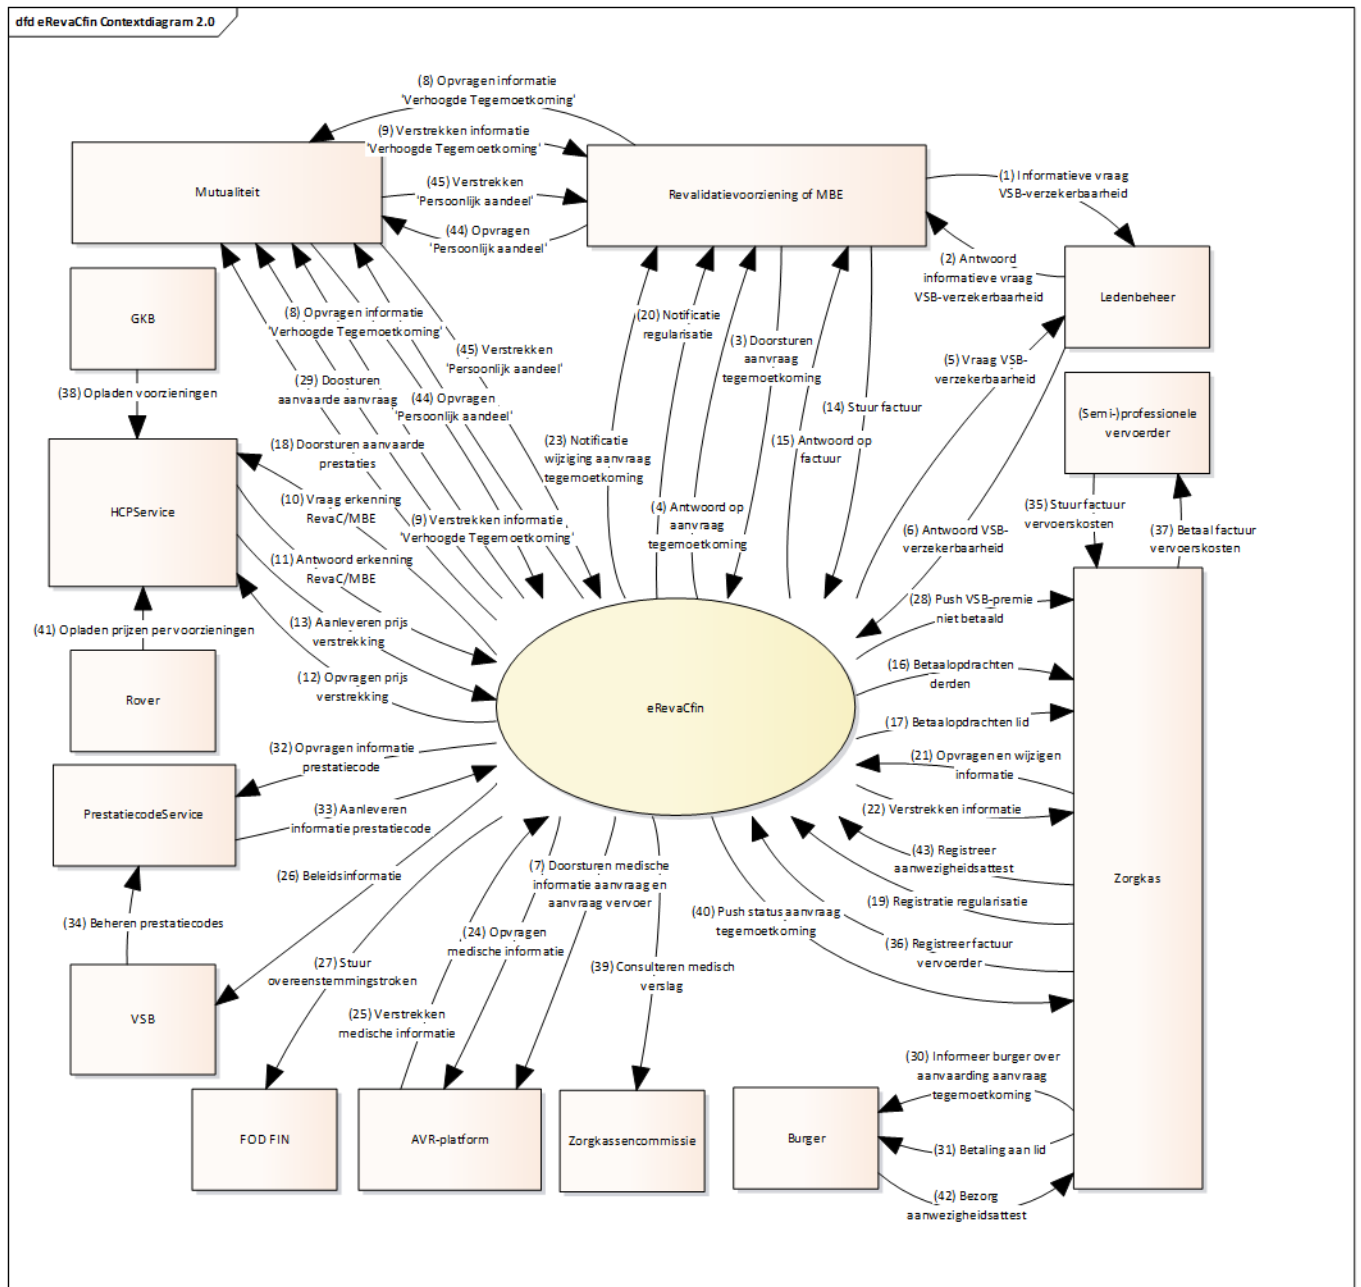 dfd eRevaCfin Contextdiagram 2.0
(8) Opvragen informatie
'Verhoogde Tegemoetkoming'
(9) Verstrekken informatie
'Verhoogde Tegemoetkoming'
Mutualiteit
(45) Verstrekken
'Persoonlijk aandeel'
(44) Opvragen
'Persoonlijk aandeel'
Revalidatievoorziening of MBE
(1) Informatieve vraag
VSB-verzekerbaarheid
(2) Antwoord
informatieve vraag
VSB-verzekerbaarheid
Ledenbeheer
GKB
(8) Opvragen informatie
'Verhoogde Tegemoetkoming'
(45) Verstrekken
'Persoonlijk aandeel'
(20) Notificatie
regularisatie
(3) Doorsturen
aanvraag
tegemoetkoming
(5) Vraag VSB-
verzekerbaarheid
(38) Opladen voorzieningen
(29) Doosturen
aanvaarde aanvraag
(44) Opvragen
'Persoonlijk aandeel'
(14) Stuur factuur
(Semi-)professionele
vervoerder
(18) Doorsturen aanvaarde
prestaties
(23) Notificatie
wijziging aanvraag
tegemoetkoming
(15) Antwoord op
factuur
HCPService
(10) Vraag erkenning
RevaC/MBE
(9) Verstrekken informatie
'Verhoogde Tegemoetkoming'
(4) Antwoord op
aanvraag
tegemoetkoming
(6) Antwoord VSB-
verzekerbaarheid
(35) Stuur factuur
vervoerskosten
(37) Betaal factuur
vervoerskosten
(11) Antwoord erkenning
RevaC/MBE
(41) Opladen prijzen per voorzieningen
(13) Aanleveren prijs
verstrekking
(28) Push VSB-premie
niet betaald
(12) Opvragen prijs
verstrekking
Rover
eRevaCfin
(16) Betaalopdrachten
derden
(17) Betaalopdrachten lid
(32) Opvragen informatie
prestatiecode
(21) Opvragen en wijzigen
informatie
PrestatiecodeService
(33) Aanleveren
informatie prestatiecode
(22) Verstrekken informatie
(26) Beleidsinformatie
(7) Doorsturen medische
informatie aanvraag en
aanvraag vervoer
(43) Registreer
aanwezigheidsattest
Zorgkas
(34) Beheren prestatiecodes
(24) Opvragen
medische informatie
(40) Push status aanvraag
tegemoetkoming
(19) Registratie regularisatie
(36) Registreer factuur
vervoerder
(27) Stuur
overeenstemmingstroken
(39) Consulteren medisch
verslag
VSB
(25) Verstrekken
medische informatie
(30) Informeer burger over
aanvaarding aanvraag
tegemoetkoming
FOD FIN
AVR-platform
Zorgkassencommissie
Burger
(31) Betaling aan lid
(42) Bezorg
aanwezigheidsattest